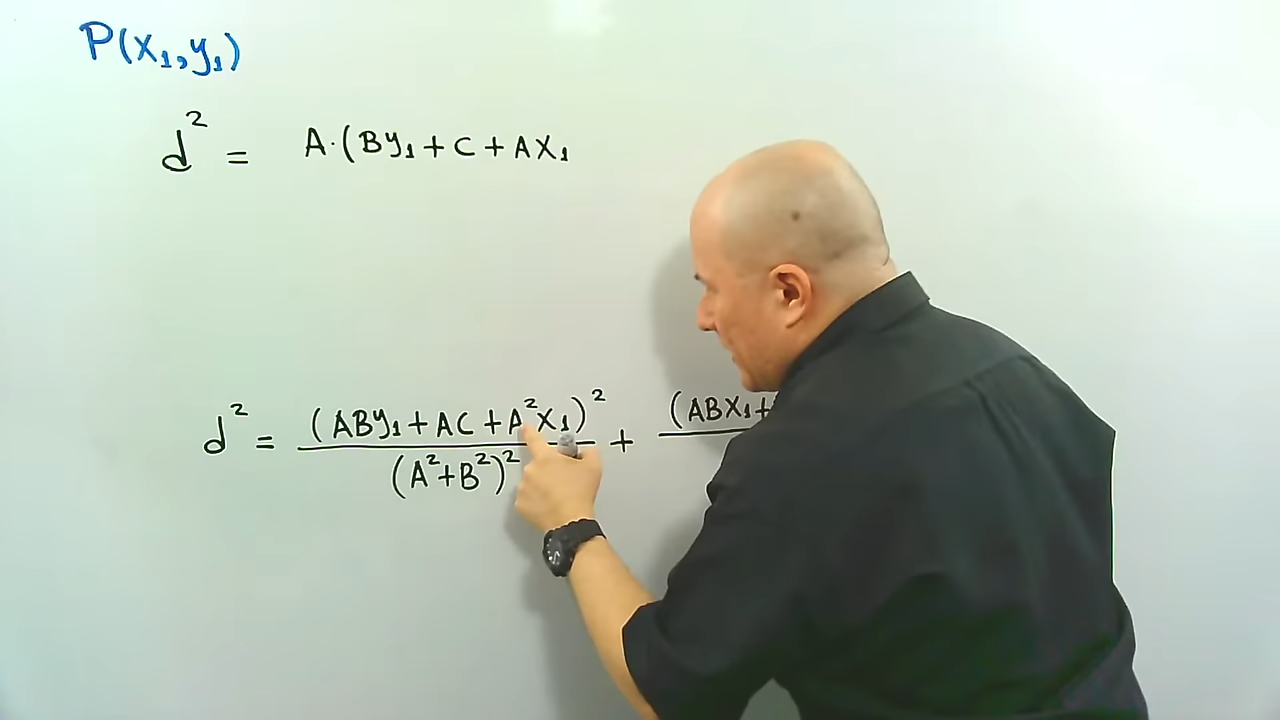 P(x₁,y₁)
d² = A·(By₁+C+Ax₁
d² = (ABy₁+AC+A²x₁)² / (A²+B²)² + (ABx₁+